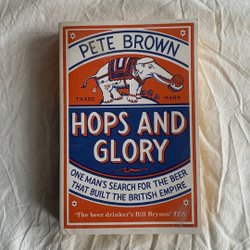 PETE BROWN
TRADE MARK
HOPS AND
GLORY
ONE MAN'S SEARCH FOR THE BEER
THAT BUILT THE BRITISH EMPIRE
'The beer drinker's Bill Bryson' TLS